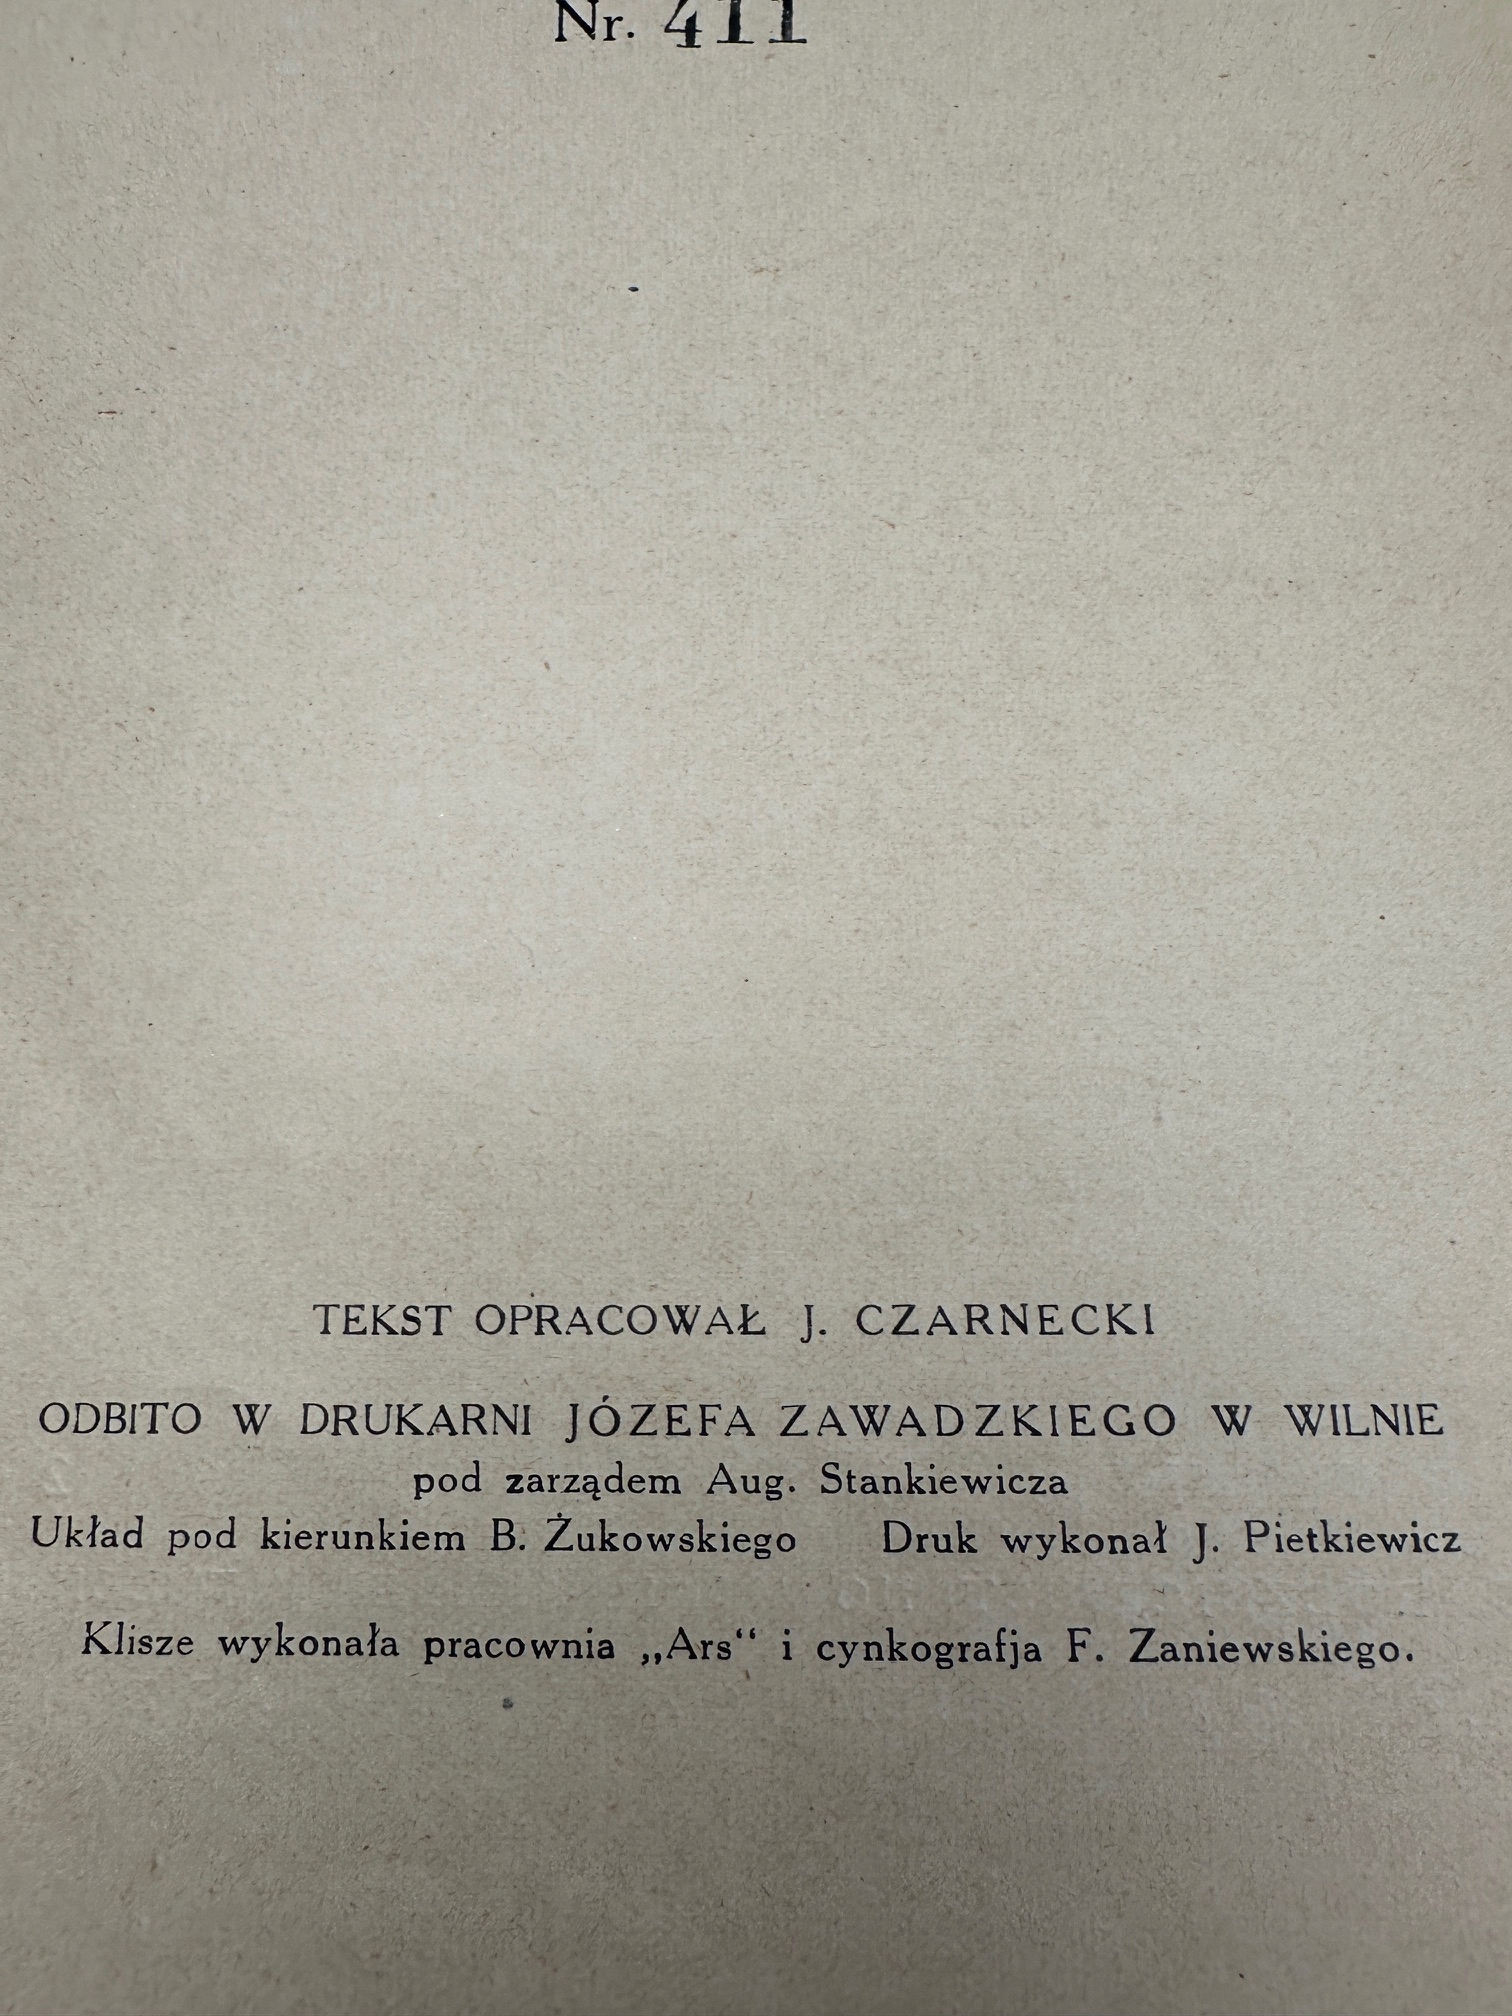 Nr. 411
TEKST OPRACOWAŁ J. CZARNECKI
ODBITO W DRUKARNI JÓZEFA ZAWADZKIEGO W WILNIE
pod zarządem Aug. Stankiewicza
Układ pod kierunkiem B. Żukowskiego Druk wykonał J. Pietkiewicz
Klisze wykonała pracownia „Ars“ i cynkografja F. Zaniewskiego.